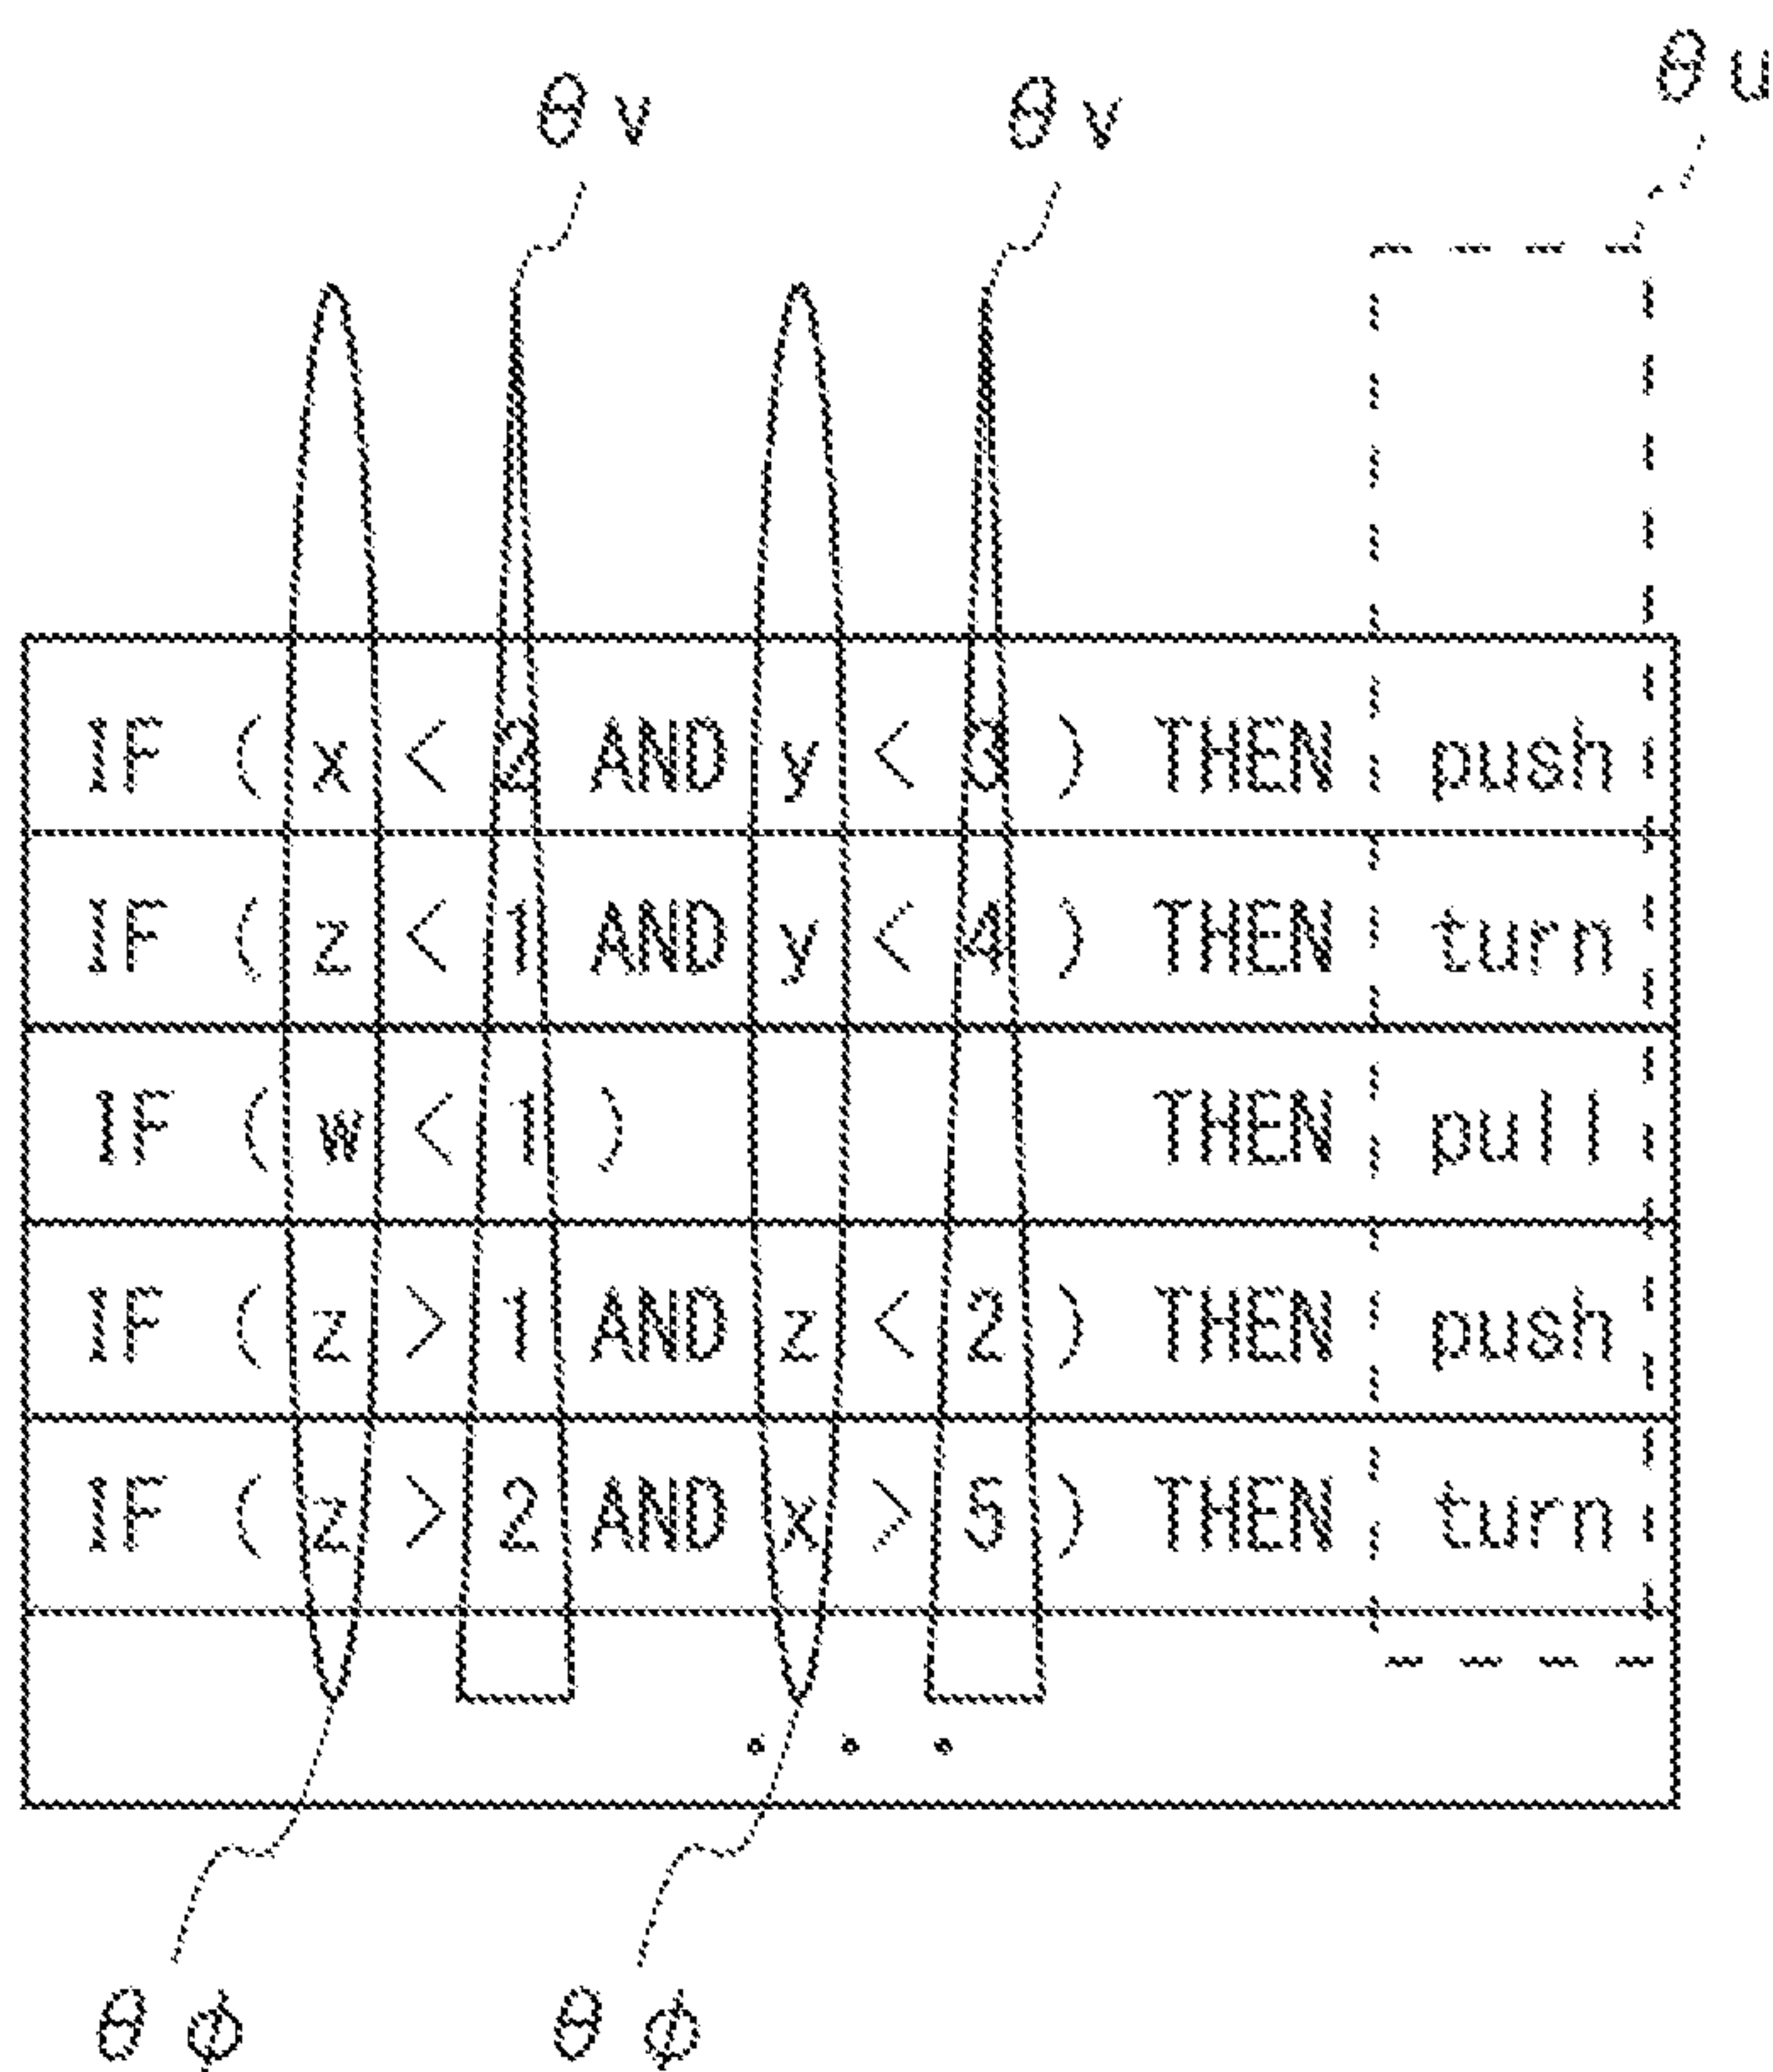 θu
θv θv
IF (x < 2 AND y < 3) THEN push
IF (z < 1 AND y < 4) THEN turn
IF (w < 1) THEN pull
IF (z > 1 AND z < 2) THEN push
IF (z > 2 AND x > 5) THEN turn
. . .
θφ θφ